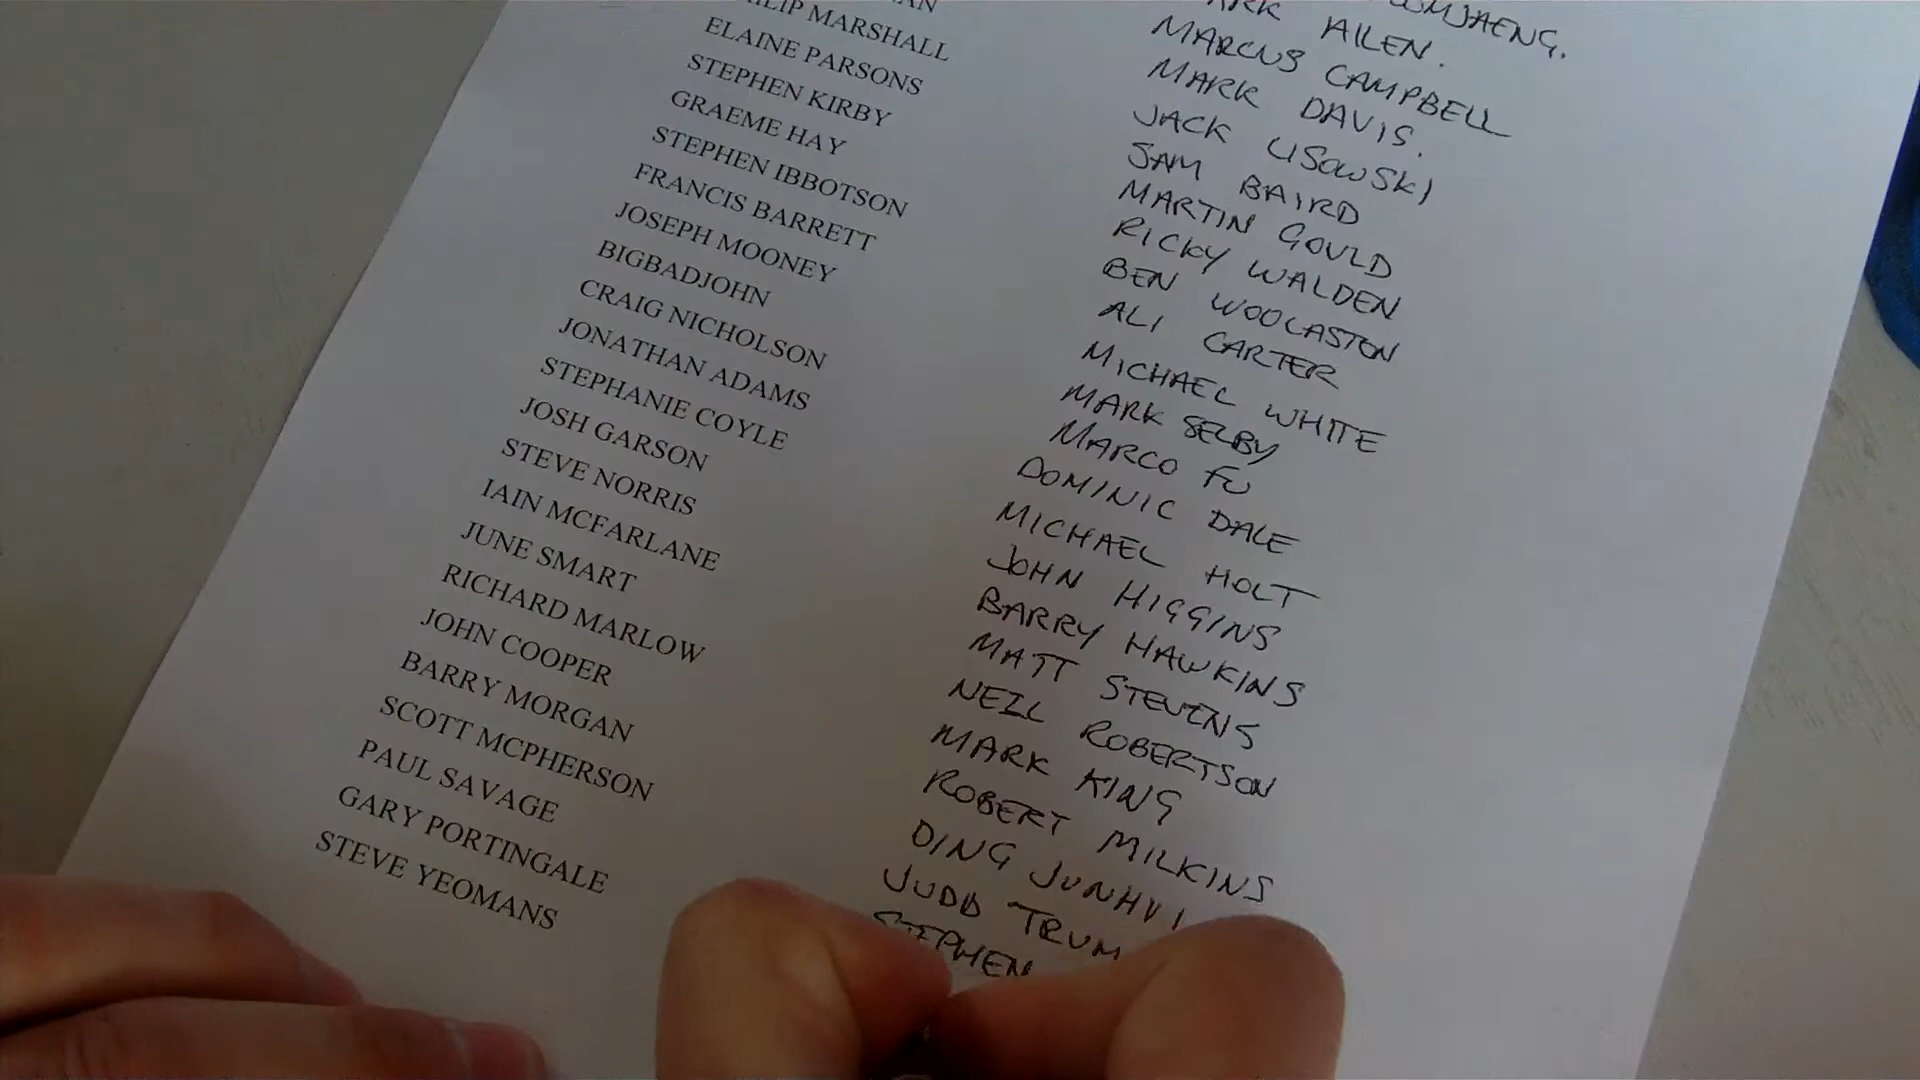 MARSHALL
ELAINE PARSONS
STEPHEN KIRBY
GRAEME HAY
STEPHEN IBBOTSON
FRANCIS BARRETT
JOSEPH MOONEY
BIGBADJOHN
CRAIG NICHOLSON
JONATHAN ADAMS
STEPHANIE COYLE
JOSH GARSON
STEVE NORRIS
IAIN MCFARLANE
JUNE SMART
RICHARD MARLOW
JOHN COOPER
BARRY MORGAN
SCOTT MCPHERSON
PAUL SAVAGE
GARY PORTINGALE
STEVE YEOMANS
ALLEN.
MARCUS CAMPBELL
MARK DAVIS.
JACK LISOWSKI
SAM BAIRD
MARTIN GOULD
RICKY WALDEN
BEN WOOLASTON
ALI CARTER
MICHAEL WHITE
MARK SELBY
MARCO FU
DOMINIC DALE
MICHAEL HOLT
JOHN HIGGINS
BARRY HAWKINS
MATT STEVENS
NEIL ROBERTSON
MARK KING
ROBERT MILKINS
DING JUNHUI
JUDD TRUM
STEPHEN